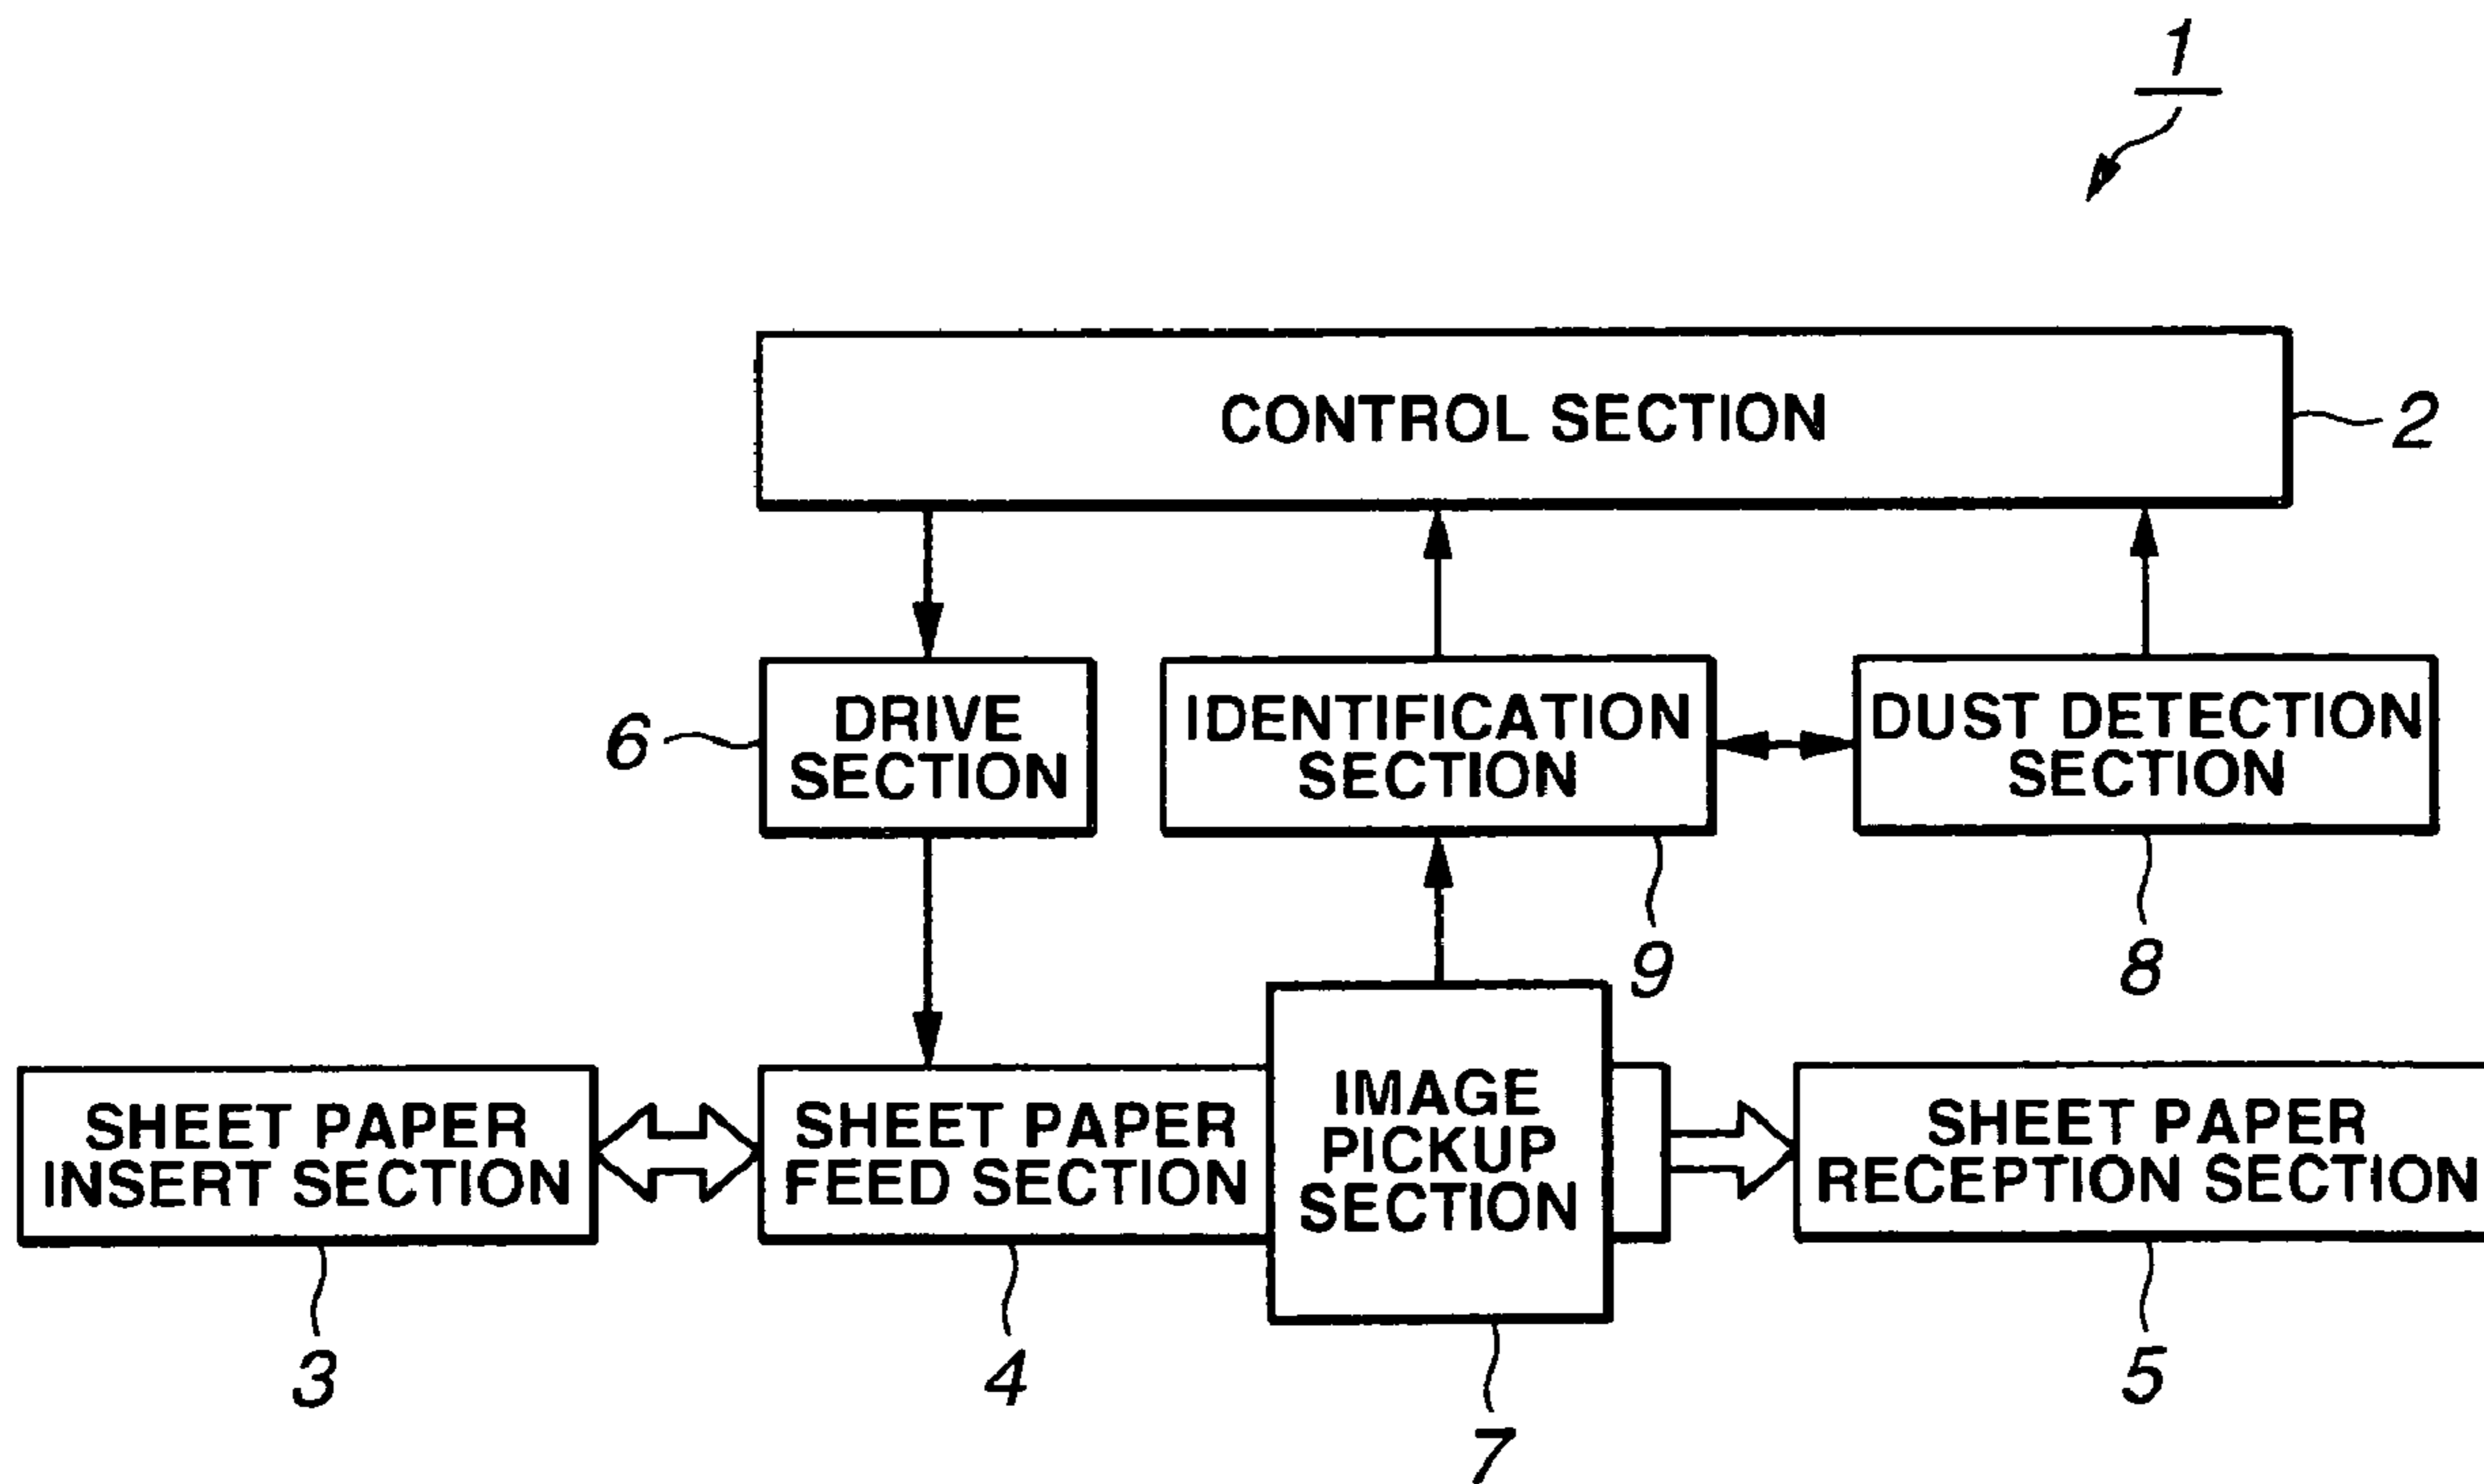 1
CONTROL SECTION
2
6
DRIVE
SECTION
IDENTIFICATION
SECTION
DUST DETECTION
SECTION
9
8
SHEET PAPER
INSERT SECTION
SHEET PAPER
FEED SECTION
IMAGE
PICKUP
SECTION
SHEET PAPER
RECEPTION SECTION
3
4
7
5